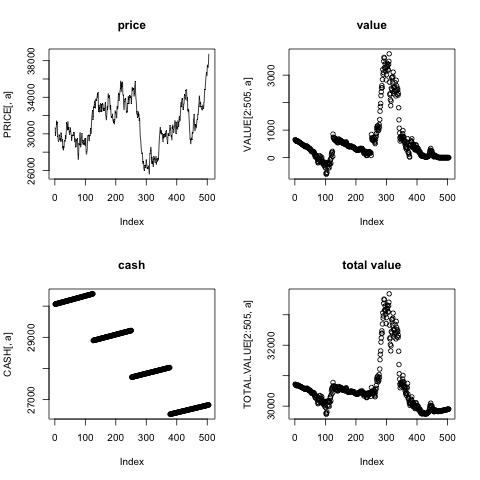 price
PRICE[, a]
26000 30000 34000 38000
0 100 200 300 400 500
Index
value
VALUE[2:505, a]
0 1000 3000
0 100 200 300 400 500
Index
cash
CASH[, a]
27000 29000
0 100 200 300 400 500
Index
total value
TOTAL.VALUE[2:505, a]
30000 32000
0 100 200 300 400 500
Index